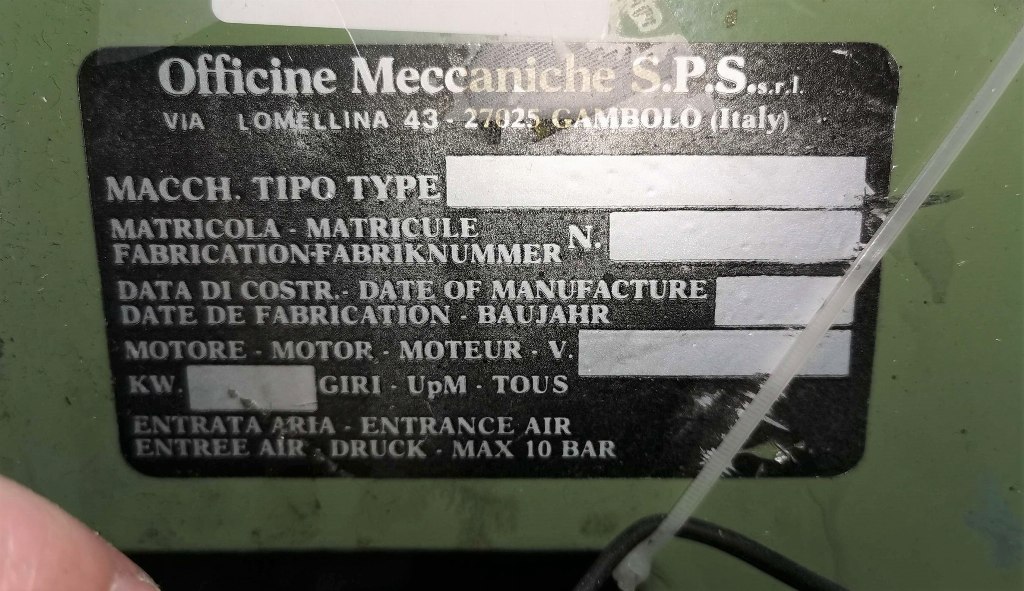 Officine Meccaniche S.P.S.s.r.l.
VIA LOMELLINA 43 - 27025 GAMBOLO (Italy)
MACCH. TIPO TYPE
MATRICOLA - MATRICULE N.
FABRICATION-FABRIKNUMMER
DATA DI COSTR. - DATE OF MANUFACTURE
DATE DE FABRICATION - BAUJAHR
MOTORE - MOTOR - MOTEUR - V.
KW. GIRI - UpM - TOUS
ENTRATA ARIA - ENTRANCE AIR
ENTREE AIR - DRUCK - MAX 10 BAR